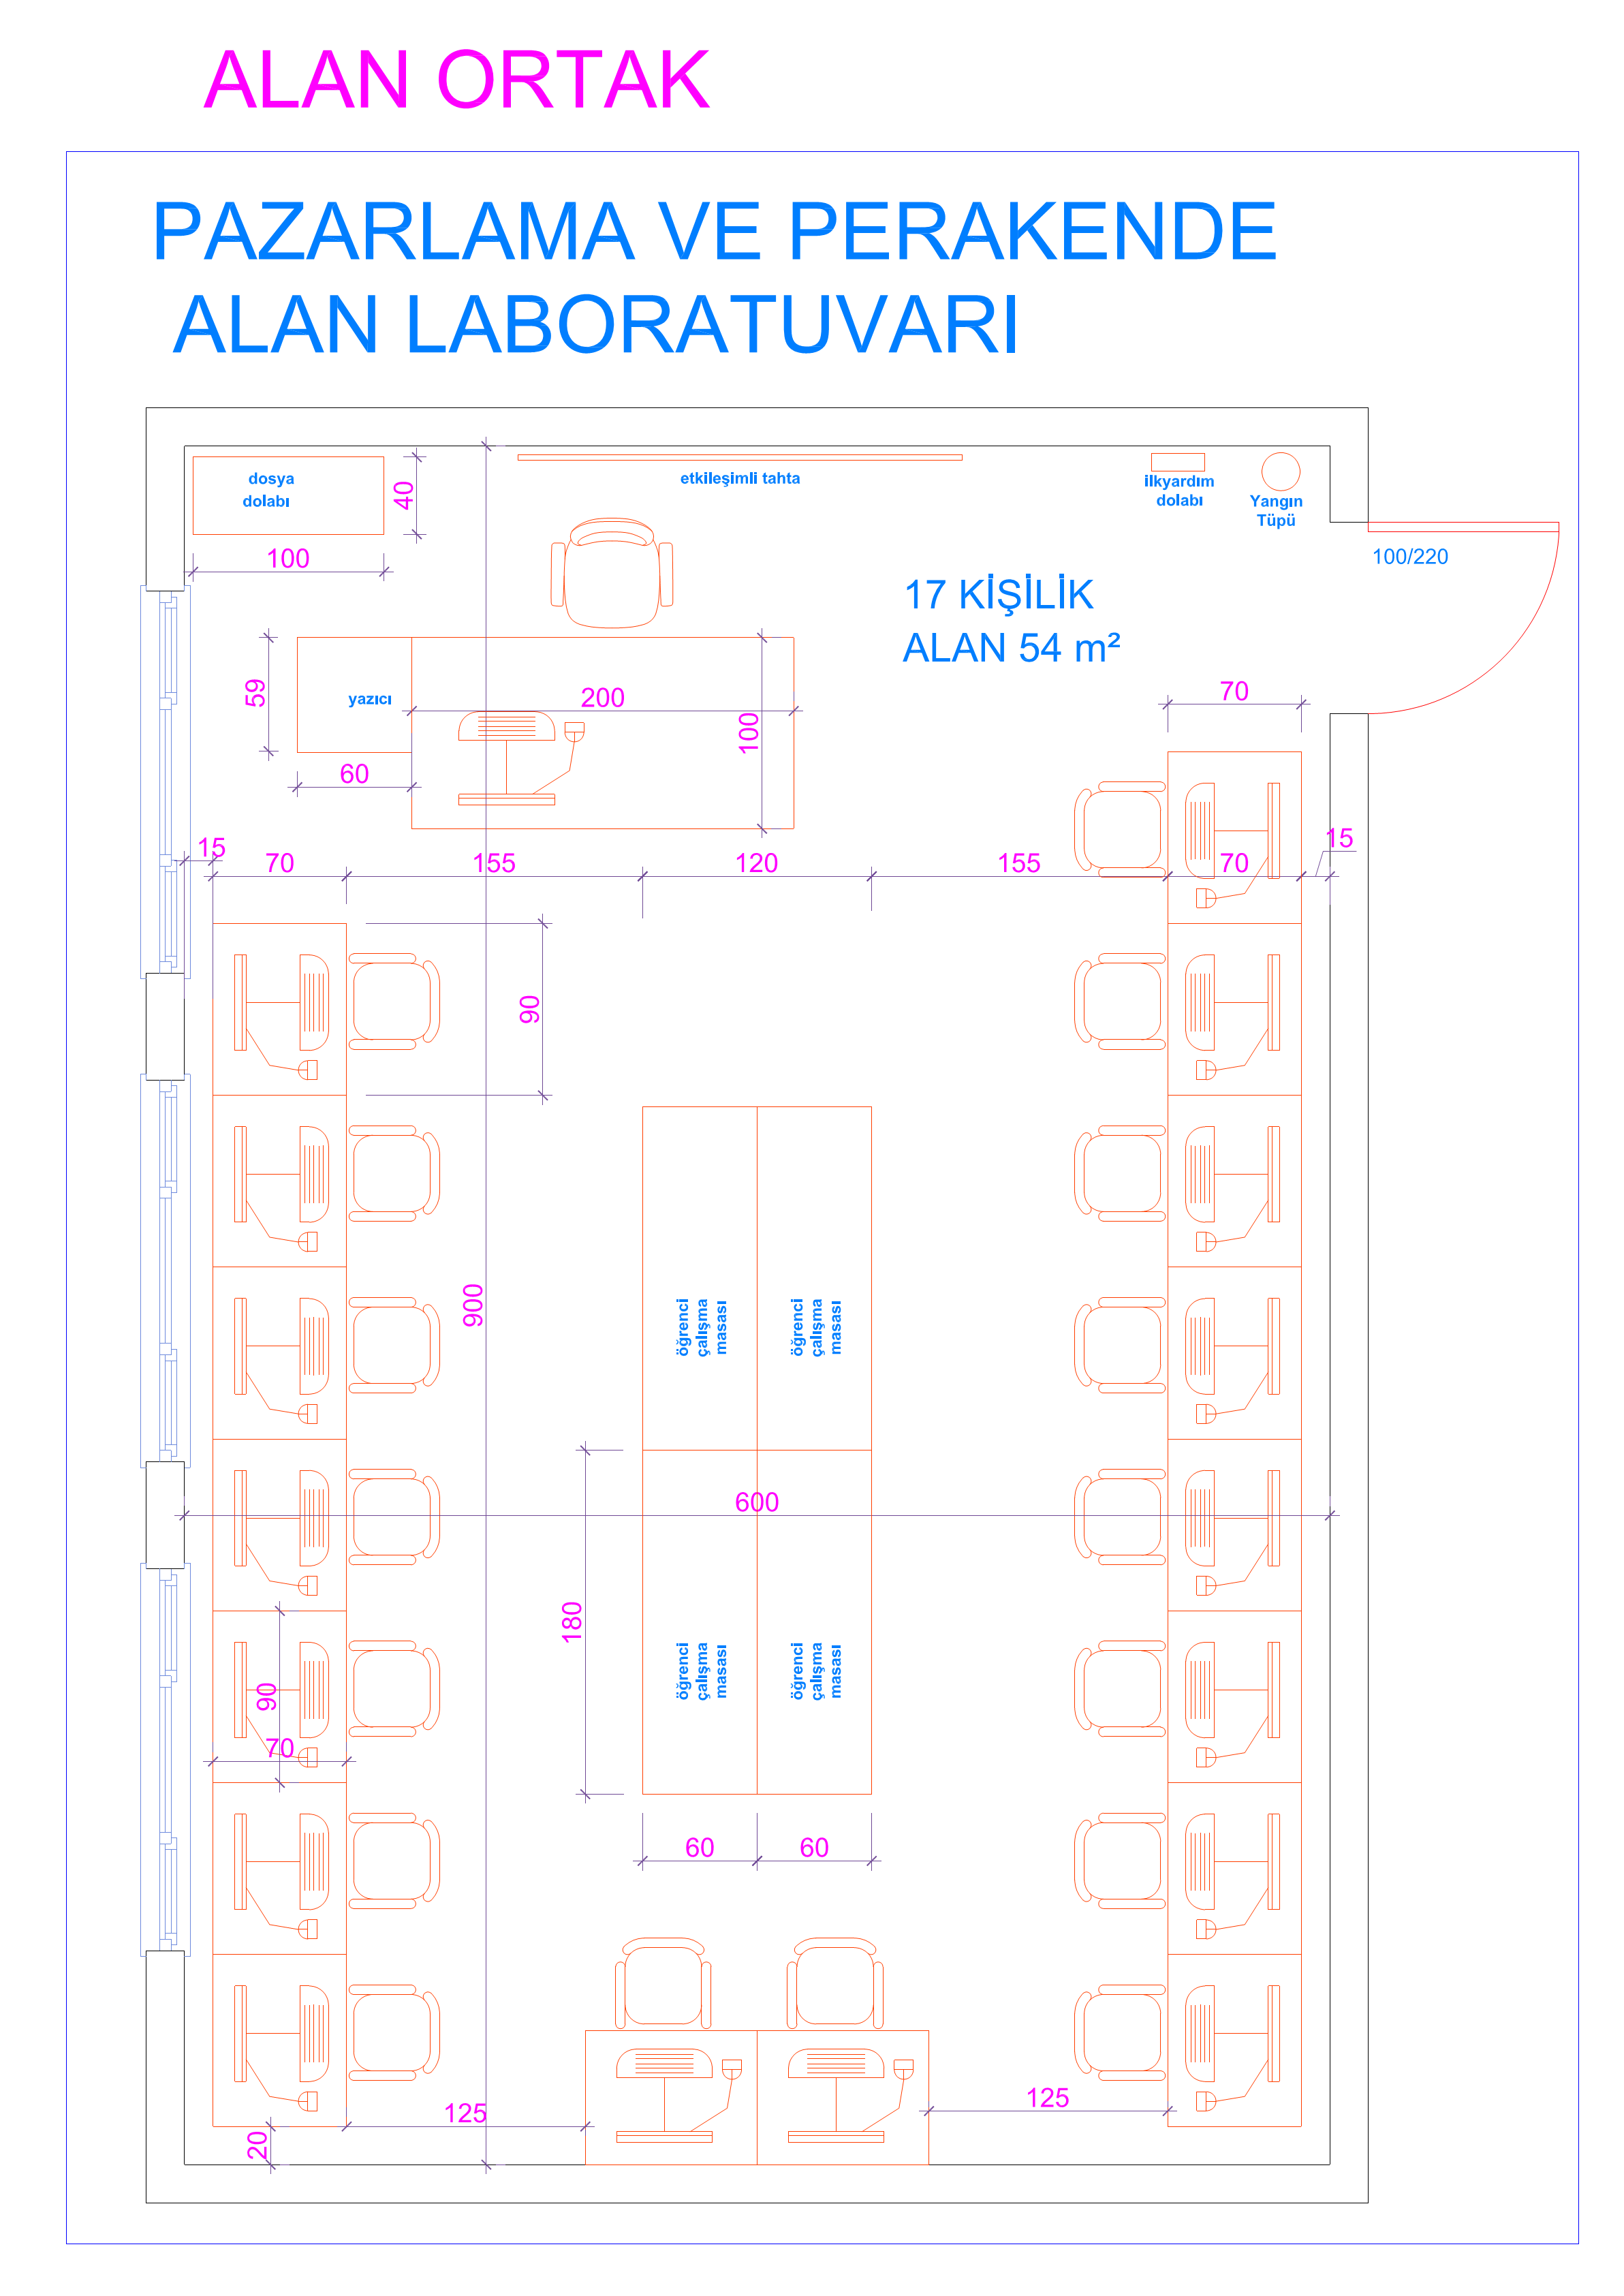 ALAN ORTAK
PAZARLAMA VE PERAKENDE
ALAN LABORATUVARI
dosya
dolabı
40
100
etkileşimli tahta
ilkyardım
dolabı
Yangın
Tüpü
100/220
17 KİŞİLİK
ALAN 54 m²
59
yazıcı
200
100
60
70
15
70
155
120
155
70
15
90
900
öğrenci
çalışma
masası
öğrenci
çalışma
masası
600
180
öğrenci
çalışma
masası
öğrenci
çalışma
masası
90
70
60
60
125
125
20